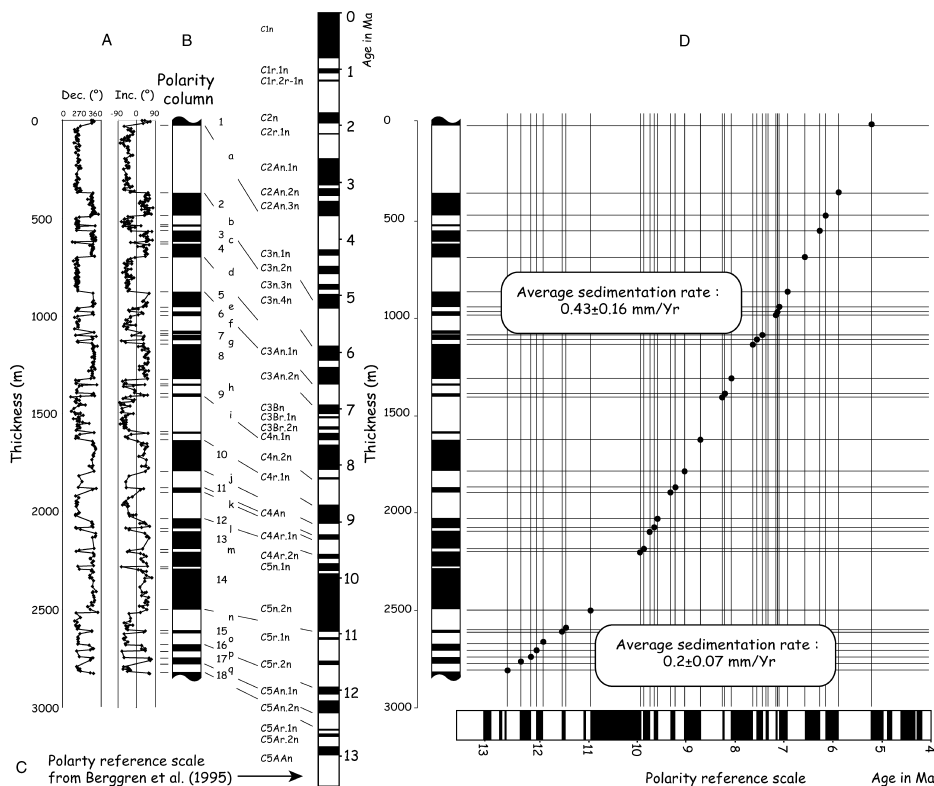 A
B
D
Dec. (°)
Inc. (°)
Polarity
column
0 270 360
-90 0 90
0
500
1000
1500
2000
2500
3000
Thickness (m)
1
a
2
b
3
c
4
d
5
e
6
f
7
g
8
h
9
i
10
j
11
k
12
l
13
m
14
n
15
o
16
p
17
q
18
C1n
C1r.1n
C1r.2r-1n
C2n
C2r.1n
C2An.1n
C2An.2n
C2An.3n
C3n.1n
C3n.2n
C3n.3n
C3n.4n
C3An.1n
C3An.2n
C3Bn
C3Br.1n
C3Br.2n
C4n.1n
C4n.2n
C4r.1n
C4An
C4Ar.1n
C4Ar.2n
C5n.1n
C5n.2n
C5r.1n
C5r.2n
C5An.1n
C5An.2n
C5Ar.1n
C5Ar.2n
C5AAn
0
1
2
3
4
5
6
7
8
9
10
11
12
13
Age in Ma
C
Polarty reference scale
from Berggren et al. (1995)
0
500
1000
1500
2000
2500
3000
Thickness (m)
Average sedimentation rate :
0.43±0.16 mm/Yr
Average sedimentation rate :
0.2±0.07 mm/Yr
13 12 11 10 9 8 7 6 5 4
Polarity reference scale
Age in Ma